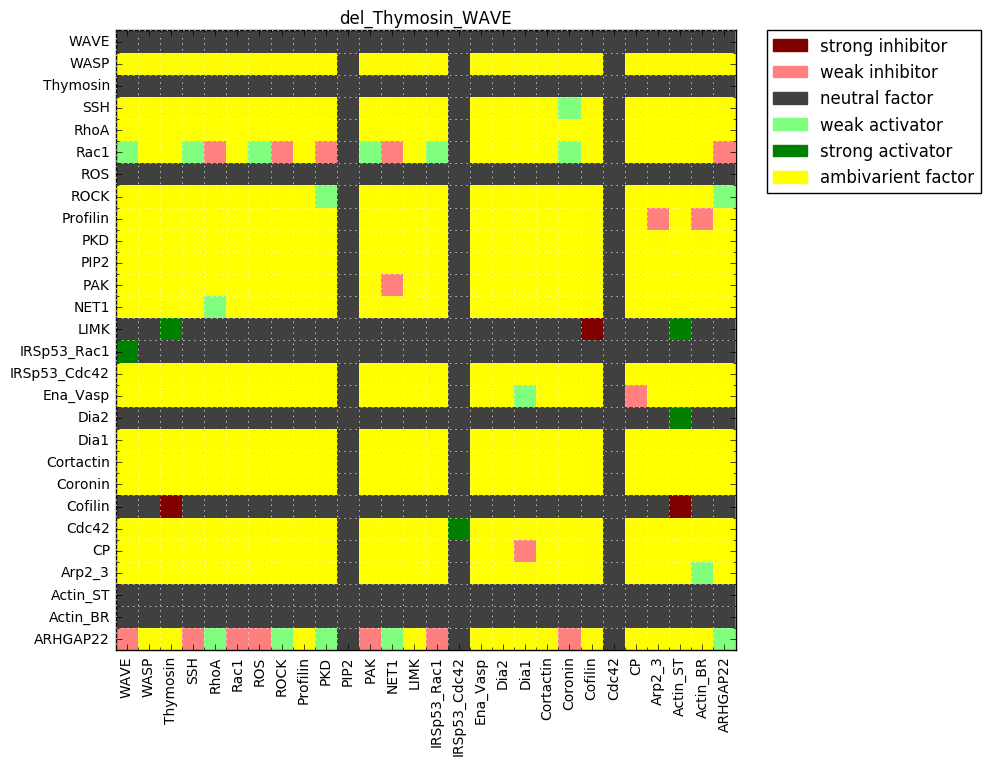 del_Thymosin_WAVE
WAVE
WASP
Thymosin
SSH
RhoA
Rac1
ROS
ROCK
Profilin
PKD
PIP2
PAK
NET1
LIMK
IRSp53_Rac1
IRSp53_Cdc42
Ena_Vasp
Dia2
Dia1
Cortactin
Coronin
Cofilin
Cdc42
CP
Arp2_3
Actin_ST
Actin_BR
ARHGAP22
WAVE
WASP
Thymosin
SSH
RhoA
Rac1
ROS
ROCK
Profilin
PKD
PIP2
PAK
NET1
LIMK
IRSp53_Rac1
IRSp53_Cdc42
Ena_Vasp
Dia2
Dia1
Cortactin
Coronin
Cofilin
Cdc42
CP
Arp2_3
Actin_ST
Actin_BR
ARHGAP22
strong inhibitor
weak inhibitor
neutral factor
weak activator
strong activator
ambivarient factor